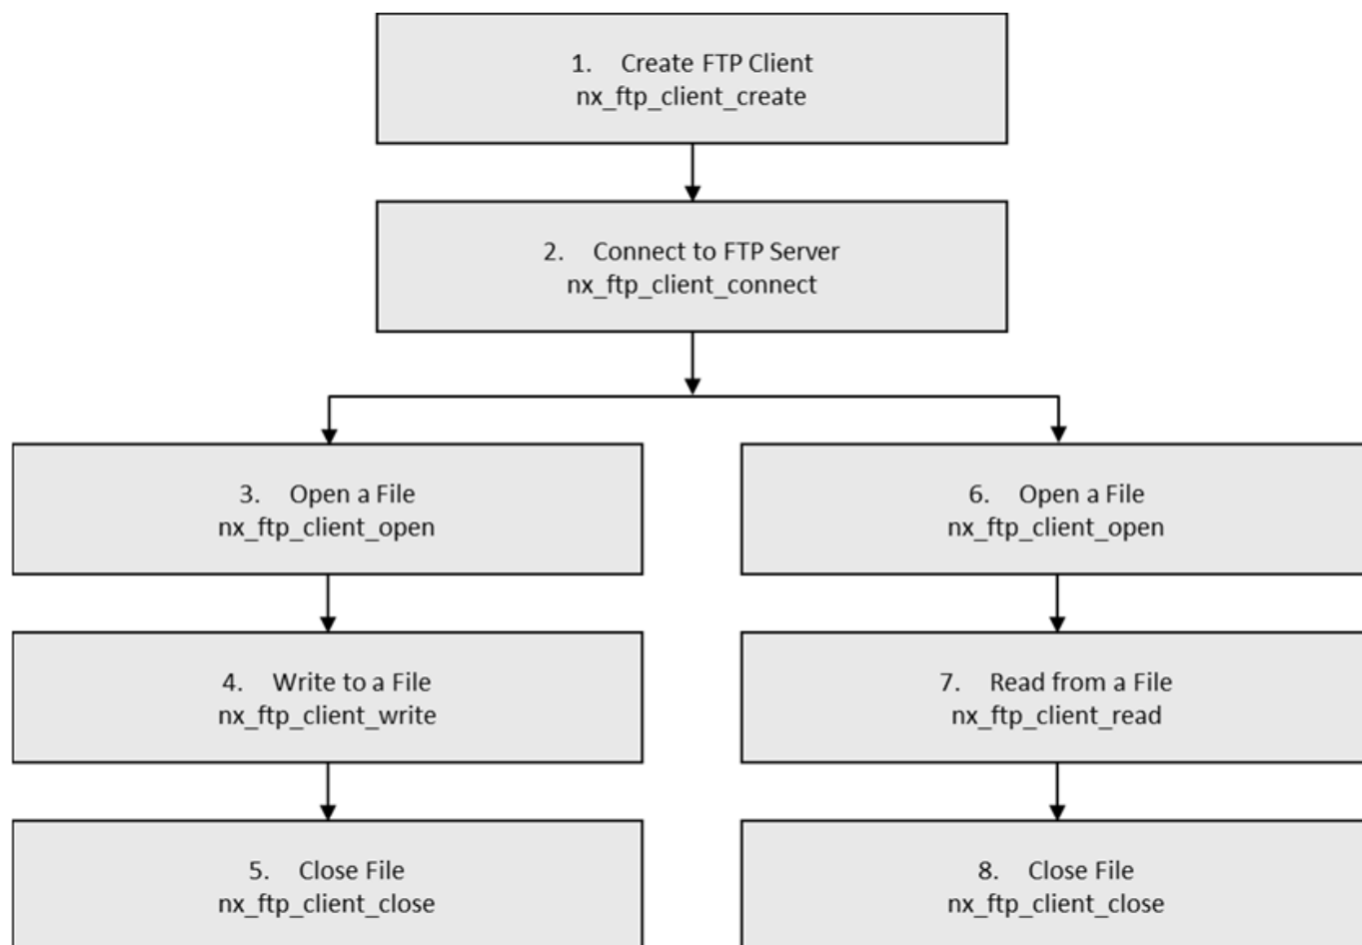 1. Create FTP Client
nx_ftp_client_create
2. Connect to FTP Server
nx_ftp_client_connect
3. Open a File
nx_ftp_client_open
6. Open a File
nx_ftp_client_open
4. Write to a File
nx_ftp_client_write
7. Read from a File
nx_ftp_client_read
5. Close File
nx_ftp_client_close
8. Close File
nx_ftp_client_close